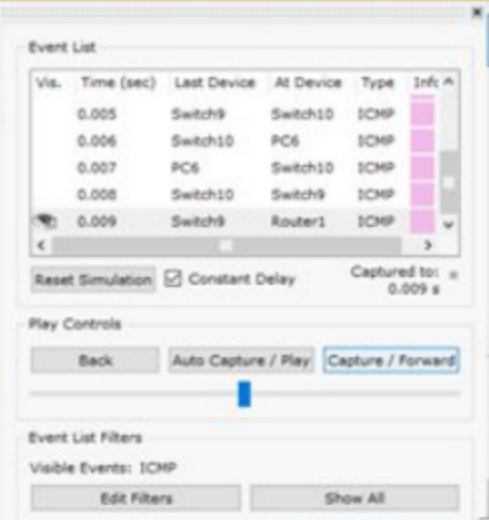 Event List
Vis. Time (sec) Last Device At Device Type Info
0.005 Switch9 Switch10 ICMP
0.006 Switch10 PC6 ICMP
0.007 PC6 Switch10 ICMP
0.008 Switch10 Switch9 ICMP
0.009 Switch9 Router1 ICMP
Reset Simulation Constant Delay Captured to:
0.009 s
Play Controls
Back Auto Capture / Play Capture / Forward
Event List Filters
Visible Events: ICMP
Edit Filters Show All